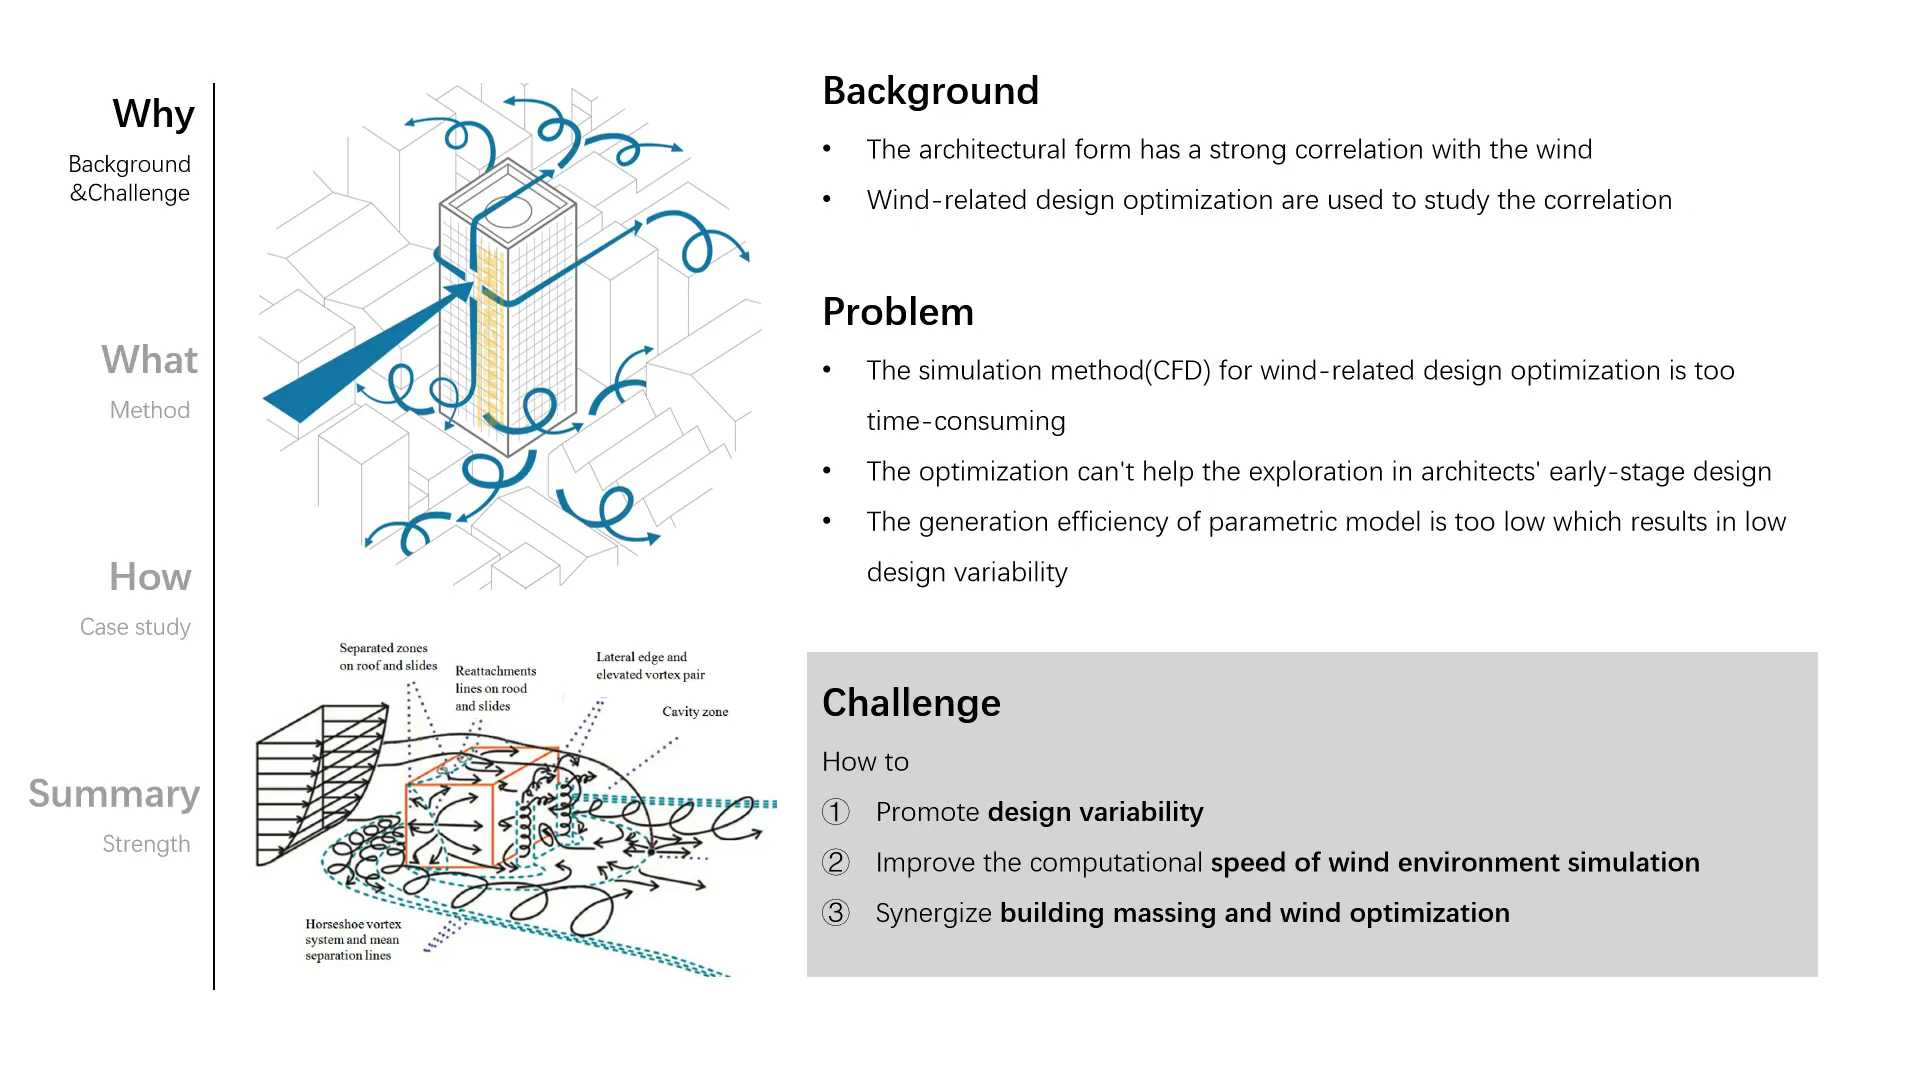 Why
Background
&Challenge
What
Method
How
Case study
Summary
Strength
Separated zones
on roof and slides
Reattachments
lines on rood
and slides
Lateral edge and
elevated vortex pair
Cavity zone
Horseshoe vortex
system and mean
separation lines
Background
• The architectural form has a strong correlation with the wind
• Wind-related design optimization are used to study the correlation
Problem
• The simulation method(CFD) for wind-related design optimization is too
time-consuming
• The optimization can't help the exploration in architects' early-stage design
• The generation efficiency of parametric model is too low which results in low
design variability
Challenge
How to
① Promote design variability
② Improve the computational speed of wind environment simulation
③ Synergize building massing and wind optimization